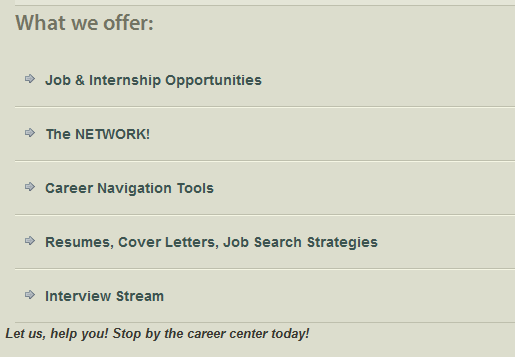 What we offer:
Job & Internship Opportunities
The NETWORK!
Career Navigation Tools
Resumes, Cover Letters, Job Search Strategies
Interview Stream
Let us, help you! Stop by the career center today!